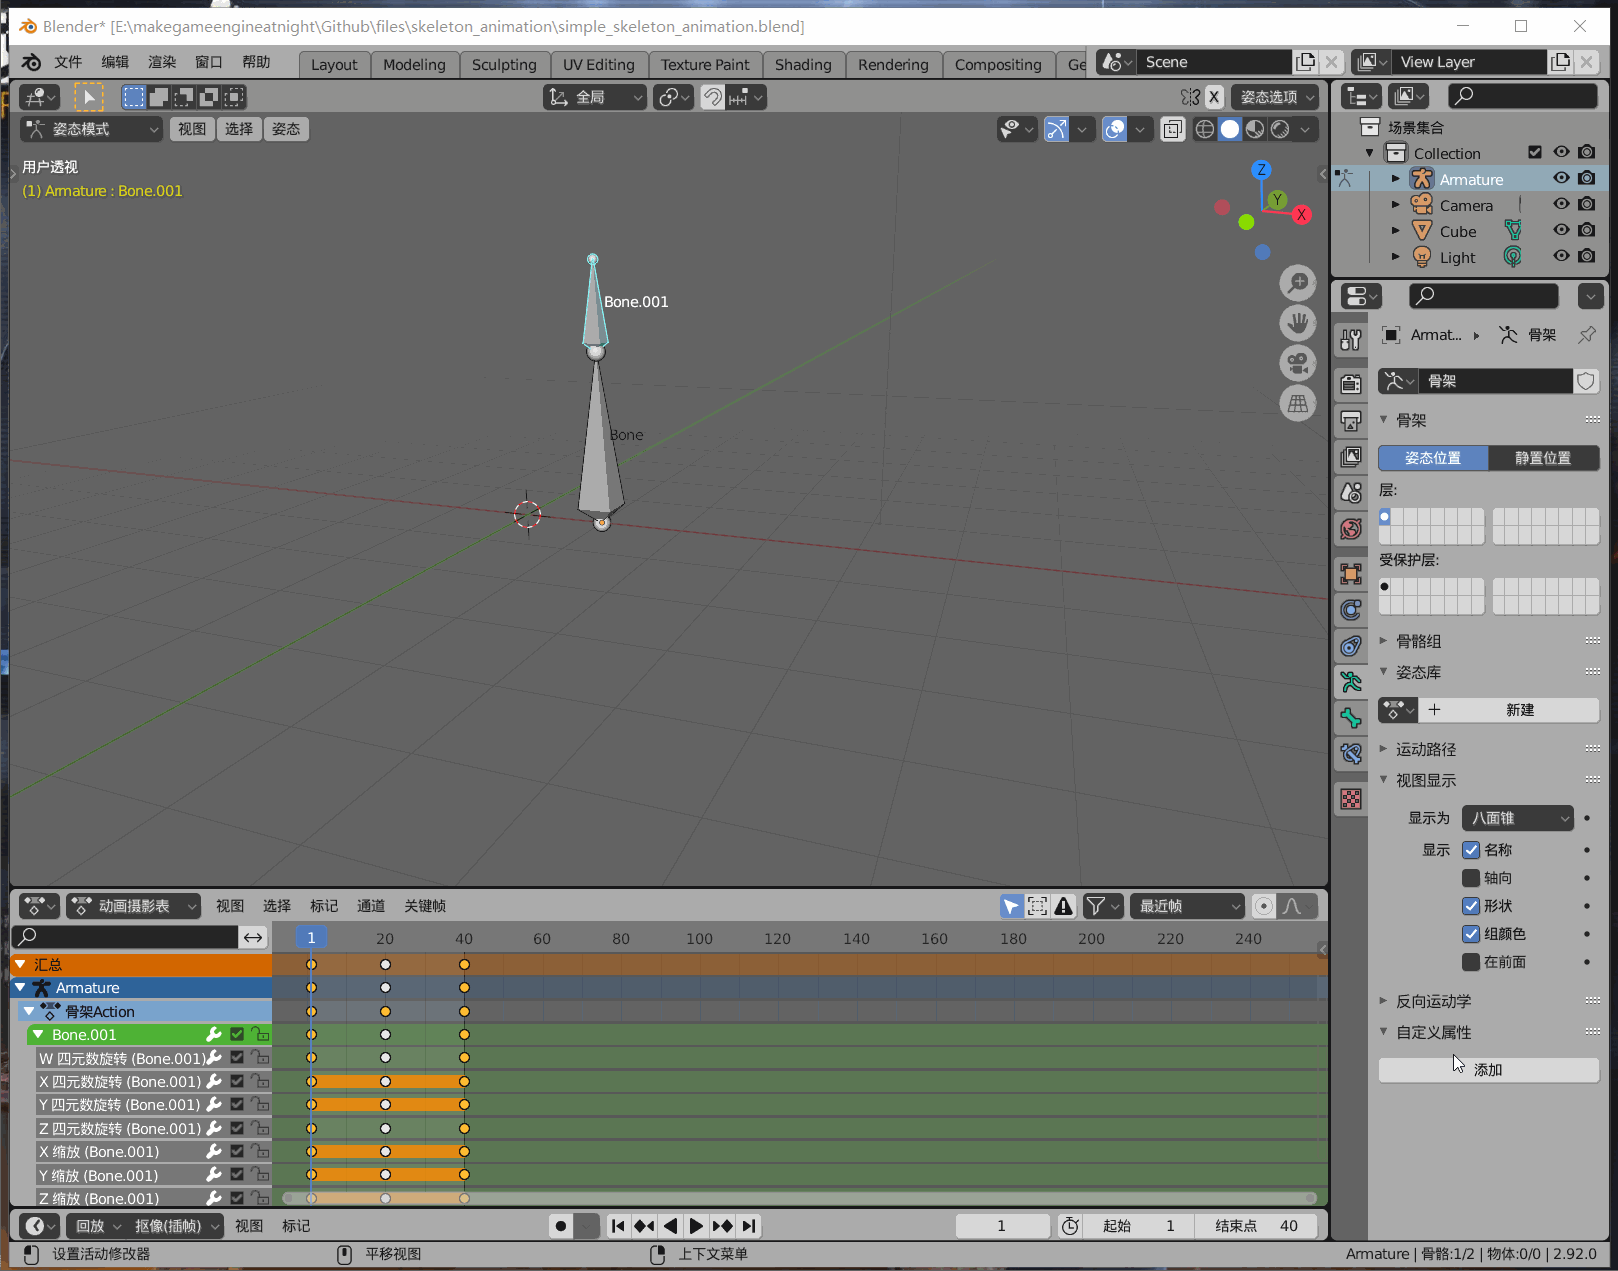 Blender* [E:\makegameengineatnight\Github\files\skeleton_animation\simple_skeleton_animation.blend]
文件 编辑 渲染 窗口 帮助 Layout Modeling Sculpting UV Editing Texture Paint Shading Rendering Compositing Ge Scene View Layer
全局 X 姿态选项
姿态模式 视图 选择 姿态
用户透视
(1) Armature : Bone.001
Z
Y
X
Bone.001
Bone
场景集合
Collection
Armature
Camera
Cube
Light
Armat... 骨架
骨架
骨架
姿态位置 静置位置
层:
受保护层:
骨骼组
姿态库
新建
运动路径
视图显示
显示为 八面锥
显示 名称
轴向
形状
组颜色
在前面
反向运动学
自定义属性
添加
动画摄影表 视图 选择 标记 通道 关键帧 最近帧
1 20 40 60 80 100 120 140 160 180 200 220 240
汇总
Armature
骨架Action
Bone.001
W 四元数旋转 (Bone.001)
X 四元数旋转 (Bone.001)
Y 四元数旋转 (Bone.001)
Z 四元数旋转 (Bone.001)
X 缩放 (Bone.001)
Y 缩放 (Bone.001)
Z 缩放 (Bone.001)
回放 抠像(插帧) 视图 标记 1 起始 1 结束点 40
设置活动修改器 平移视图 上下文菜单 Armature | 骨骼:1/2 | 物体:0/0 | 2.92.0